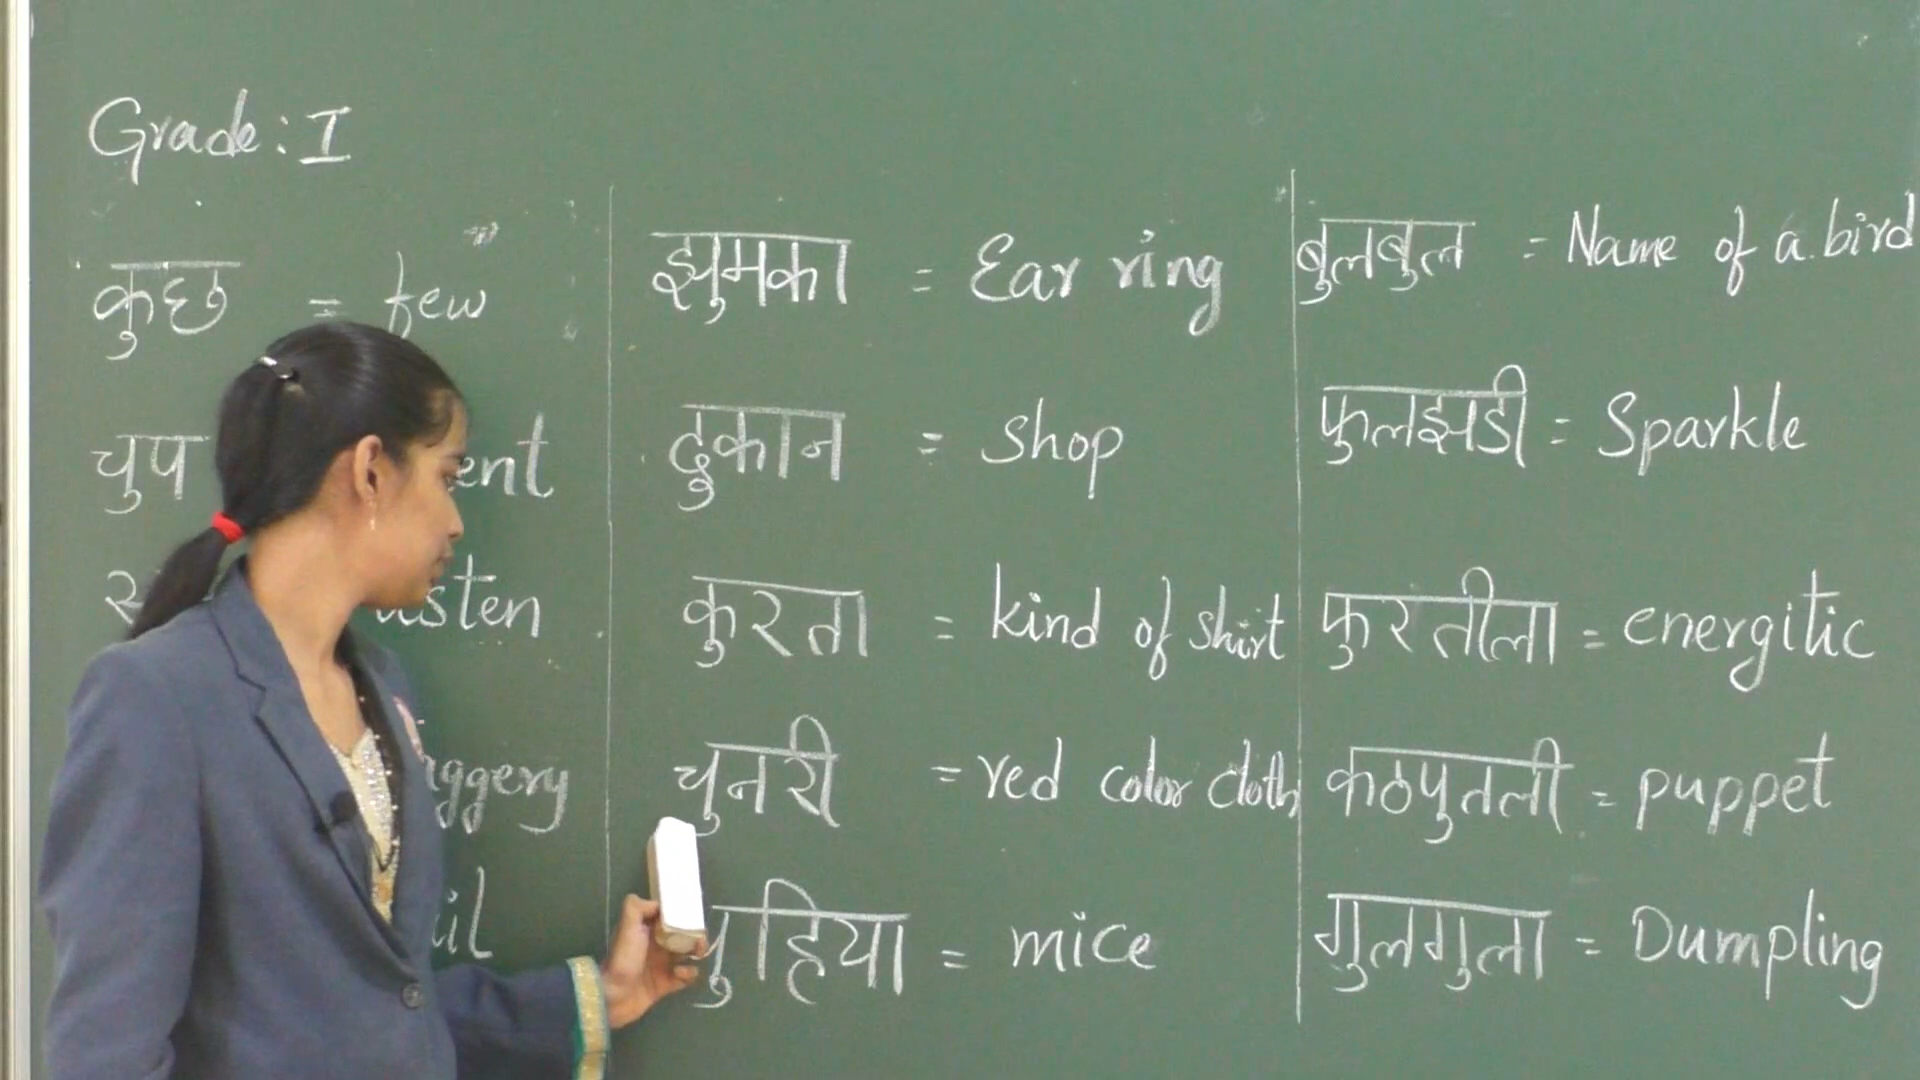 Grade: I
कुछ = few
चुप
झुमका = Ear ring
दुकान = shop
कुरता = kind of shirt
चुनरी = red color cloth
चुहिया = mice
बुलबुल = Name of a bird
फुलझडी = Sparkle
फुरतीला = energitic
कठपुतली = puppet
गुलगुला = Dumpling